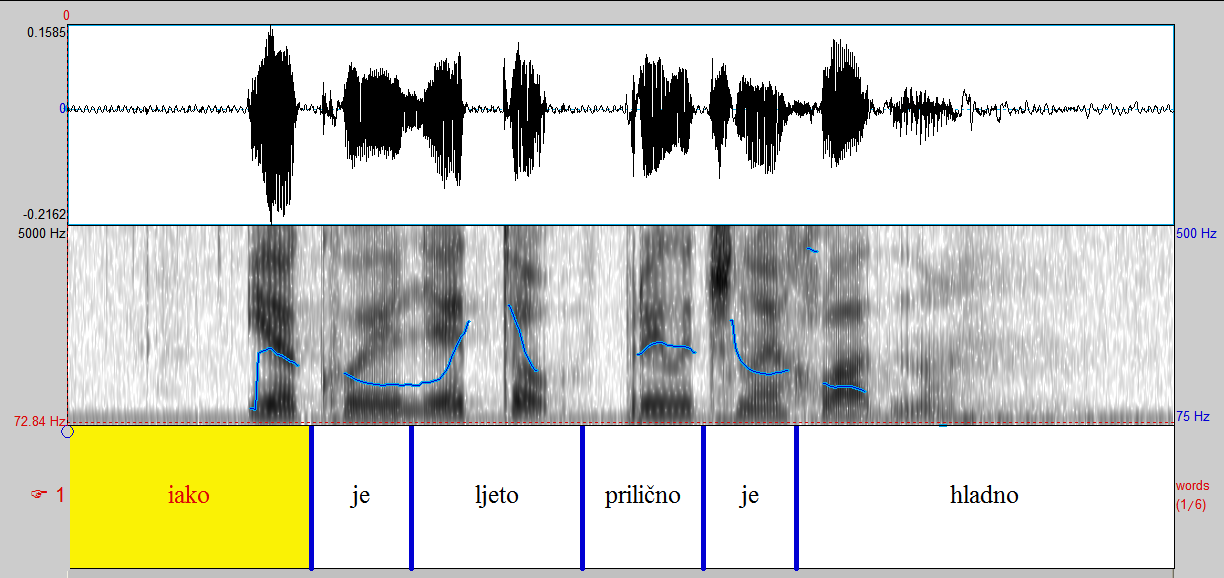 0
0.1585
0
-0.2162
5000 Hz
500 Hz
72.84 Hz
75 Hz
☞ 1
iako
je
ljeto
prilično
je
hladno
words
(1/6)